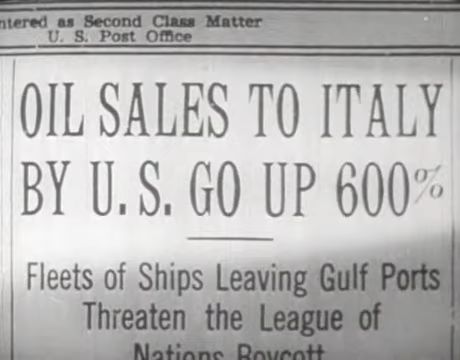 ntered as Second Class Matter
U. S. Post Office
OIL SALES TO ITALY
BY U. S. GO UP 600%
Fleets of Ships Leaving Gulf Ports
Threaten the League of
Nations Boycott